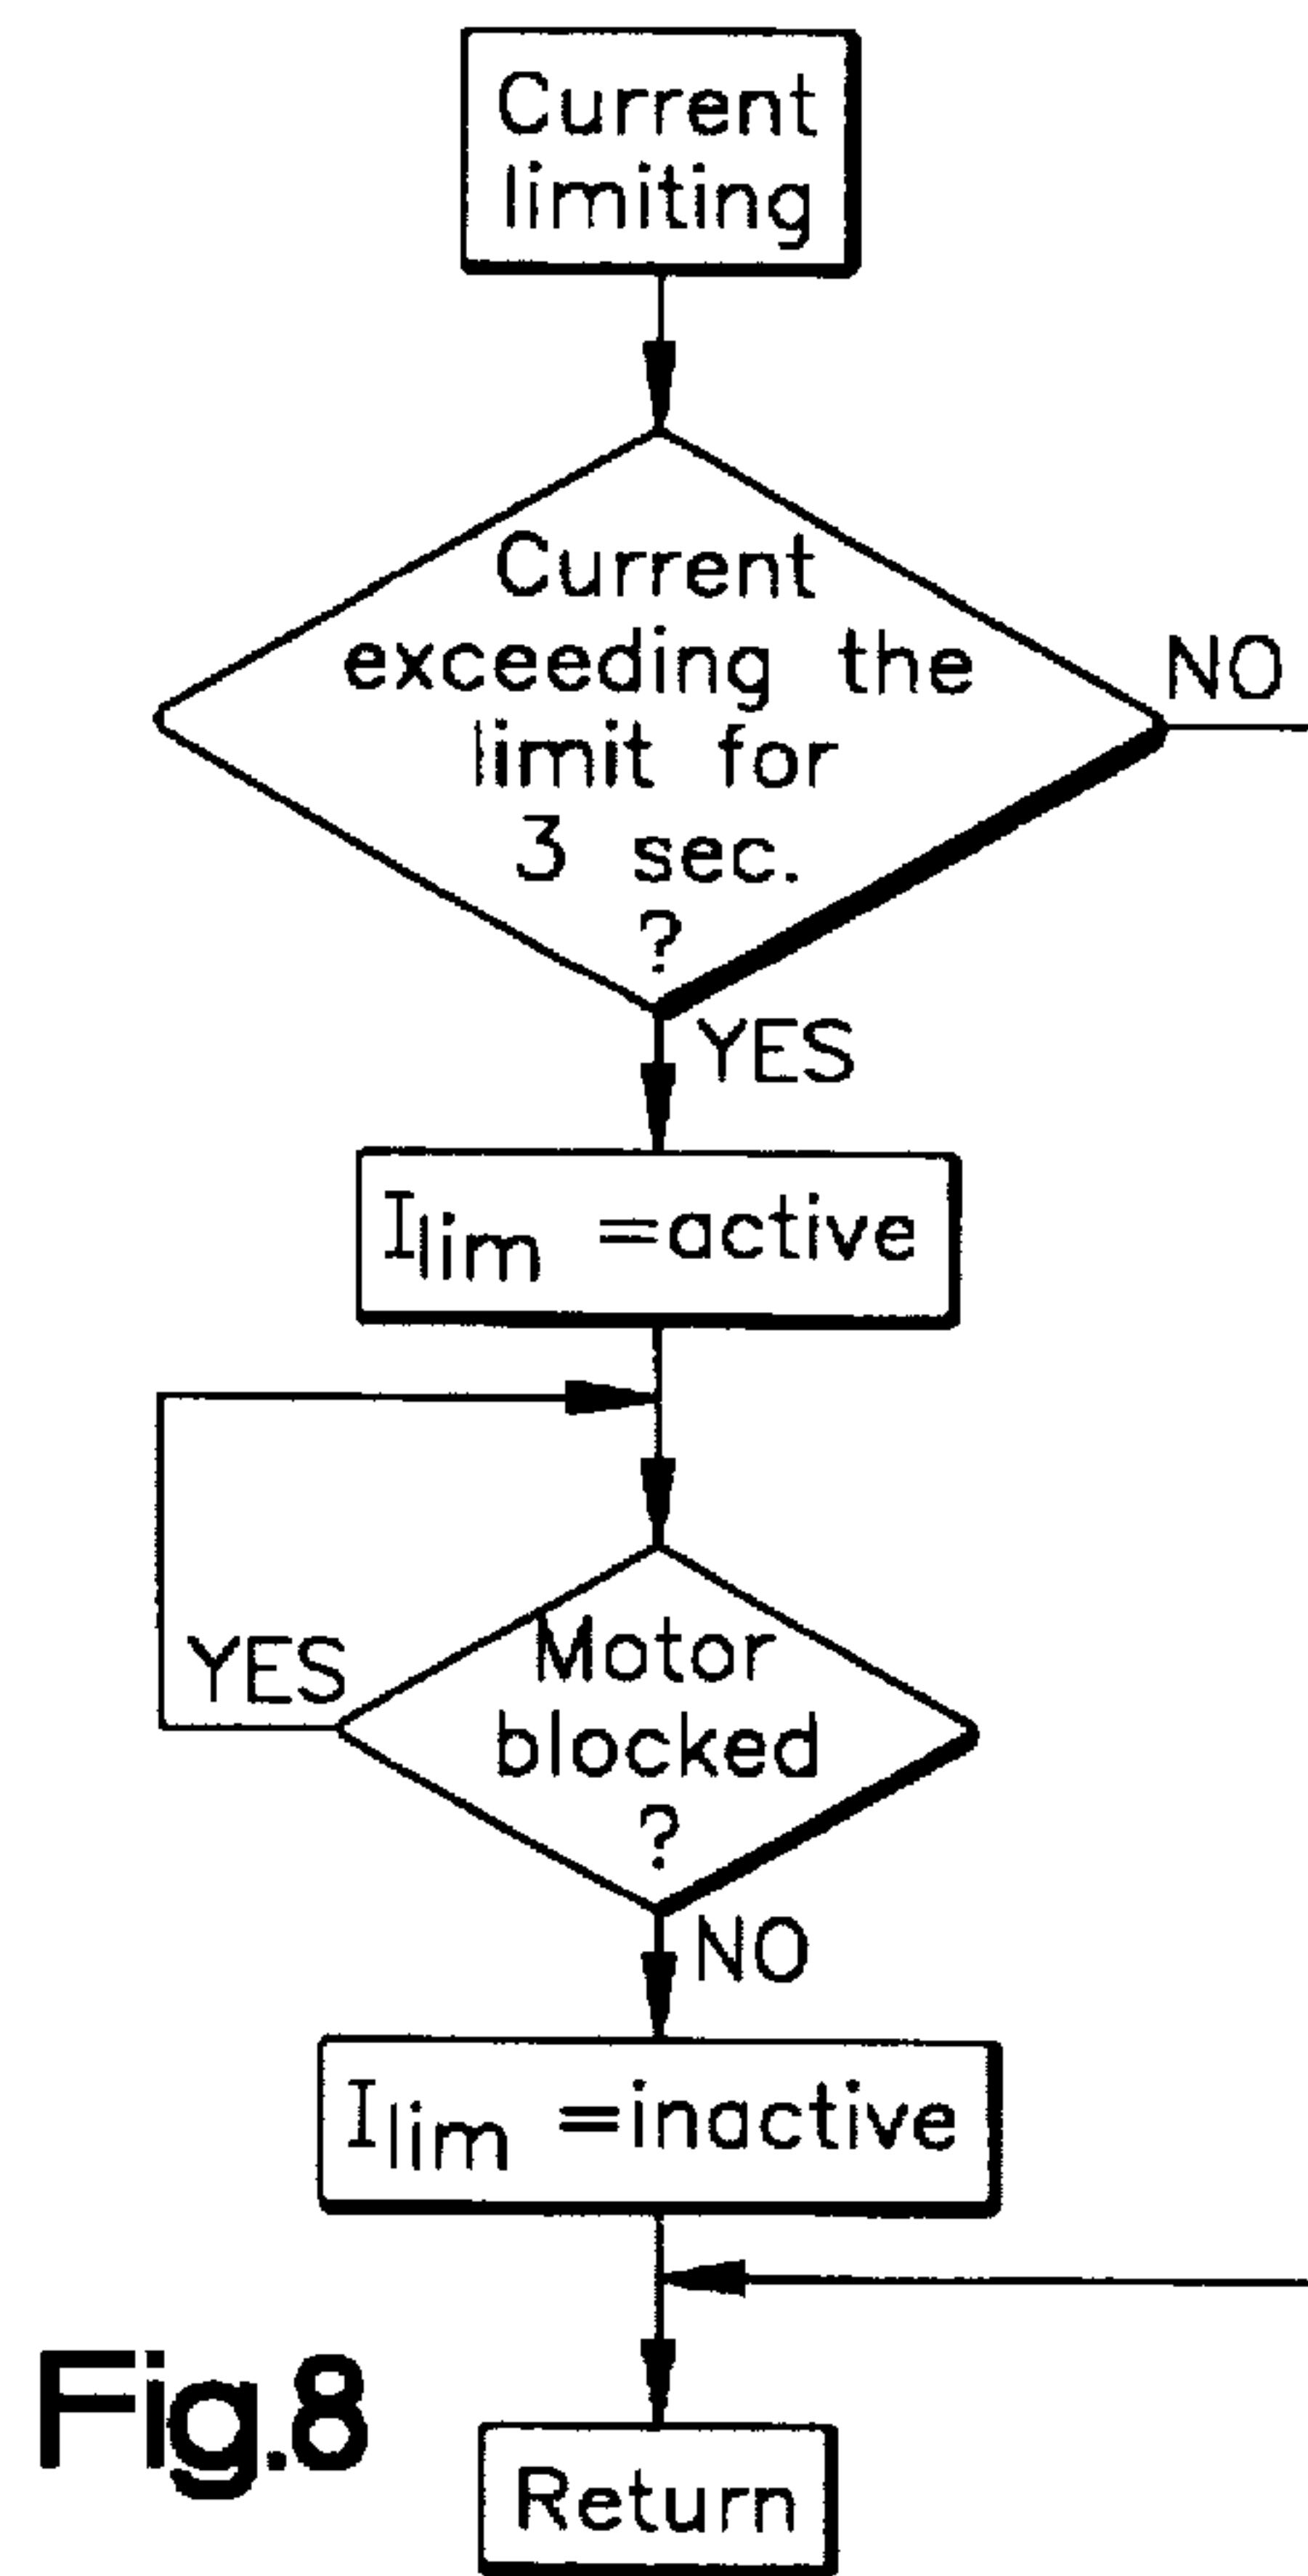 Current
limiting
Current
exceeding the
limit for
3 sec.
?
NO
YES
Ilim =active
YES
Motor
blocked
?
NO
Ilim =inactive
Return
Fig.8